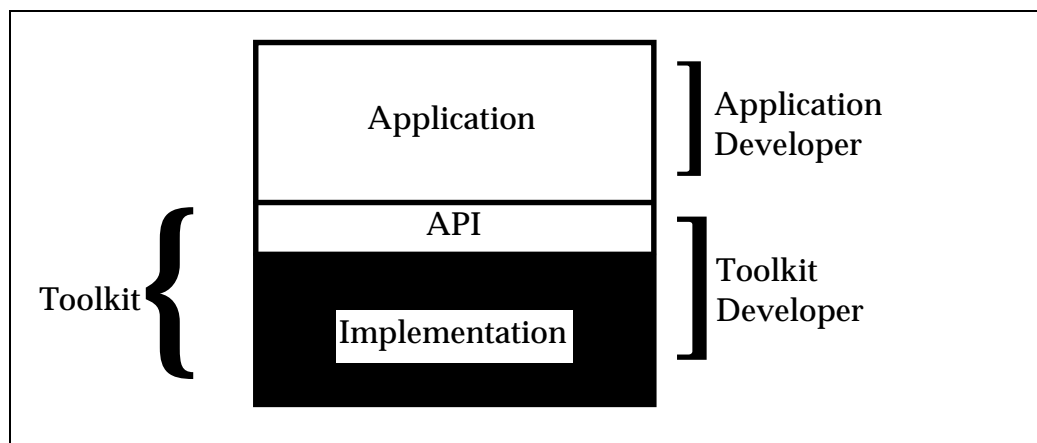 Application
Application
Developer
API
Toolkit
Toolkit
Developer
Implementation